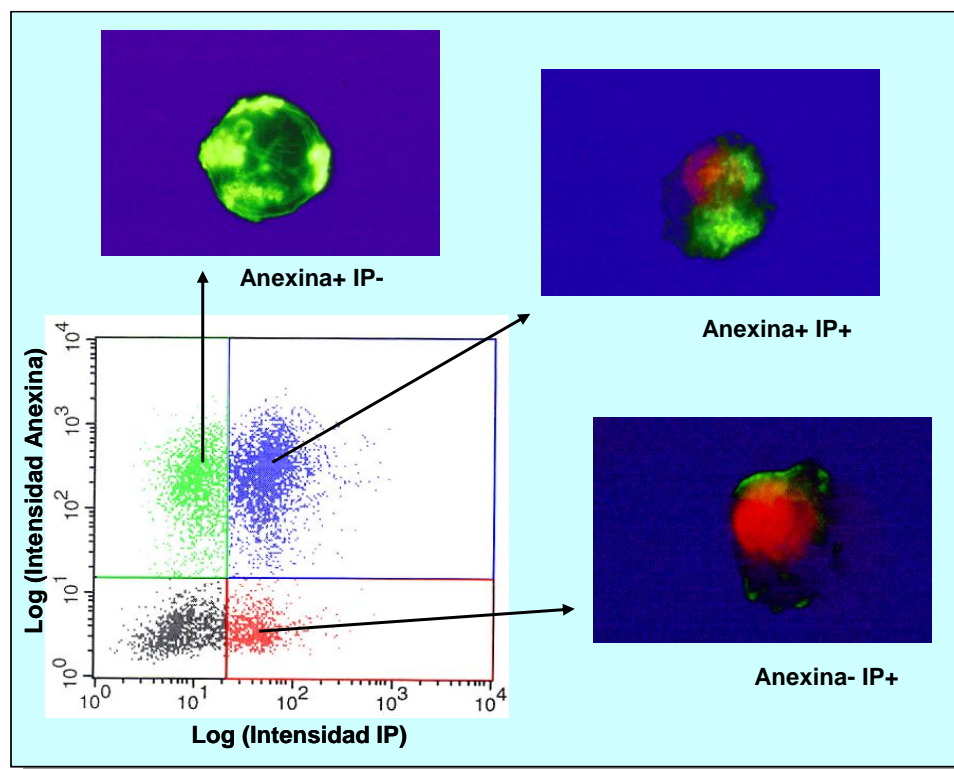 Anexina+ IP-
Anexina+ IP+
Anexina- IP+
Log (Intensidad Anexina)
10⁴
10³
10²
10¹
10⁰
10⁰ 10¹ 10² 10³ 10⁴
Log (Intensidad IP)